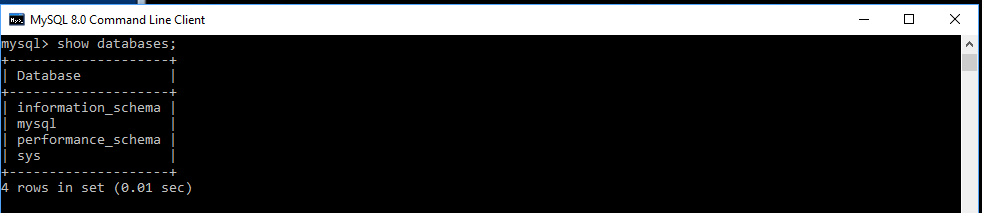 MySQL 8.0 Command Line Client
mysql> show databases;
+--------------------+
| Database           |
+--------------------+
| information_schema |
| mysql              |
| performance_schema |
| sys                |
+--------------------+
4 rows in set (0.01 sec)